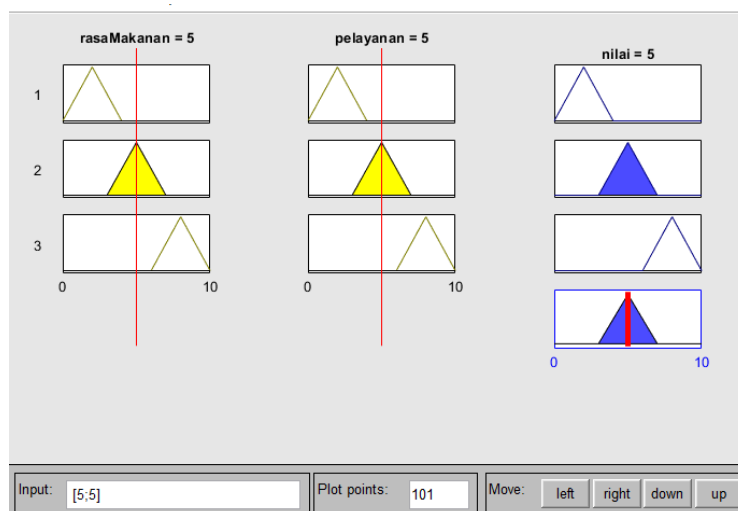 rasaMakanan = 5
pelayanan = 5
nilai = 5
1
2
3
0 10
0 10
0 10
Input: [5;5]
Plot points: 101
Move: left right down up